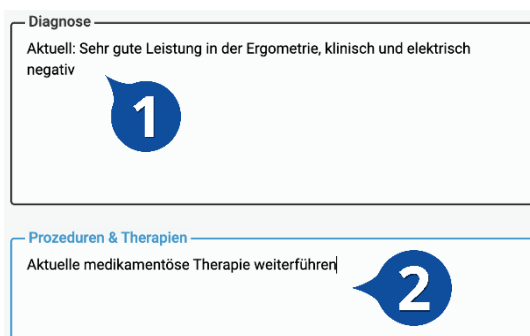 Diagnose
Aktuell: Sehr gute Leistung in der Ergometrie, klinisch und elektrisch
negativ
1
Prozeduren & Therapien
Aktuelle medikamentöse Therapie weiterführen
2